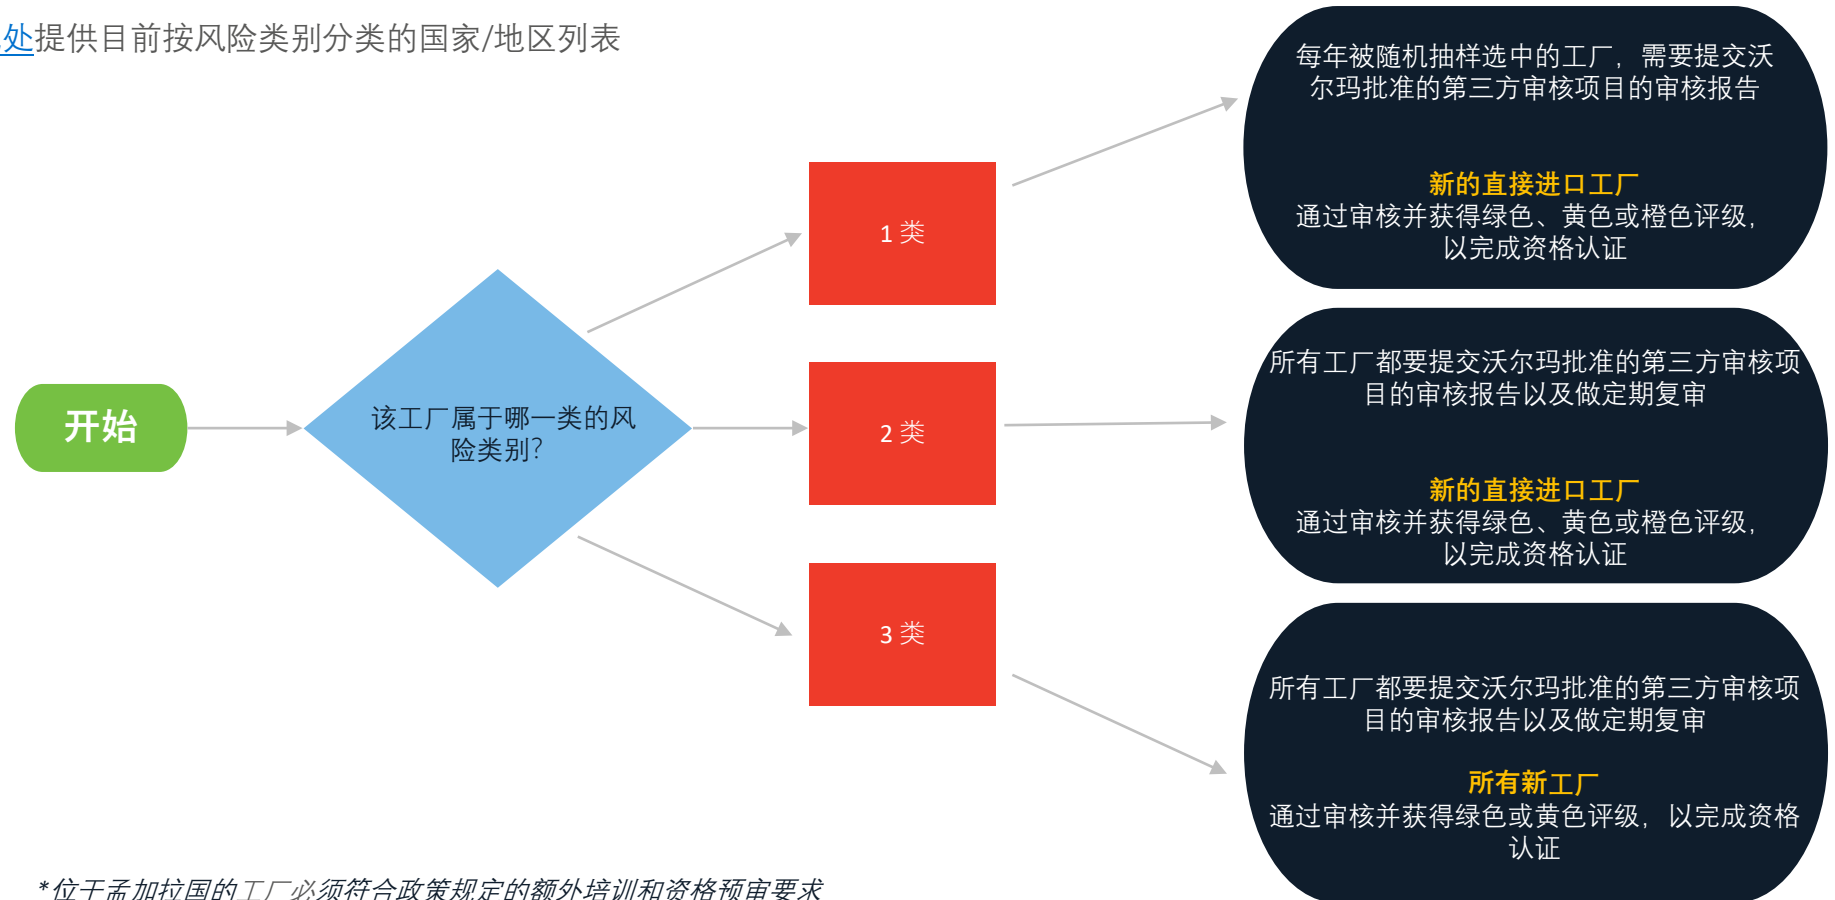 处提供目前按风险类别分类的国家/地区列表
每年被随机抽样选中的工厂，需要提交沃
尔玛批准的第三方审核项目的审核报告
新的直接进口工厂
通过审核并获得绿色、黄色或橙色评级，
以完成资格认证
1 类
开始
该工厂属于哪一类的风
险类别？
2 类
所有工厂都要提交沃尔玛批准的第三方审核项
目的审核报告以及做定期复审
新的直接进口工厂
通过审核并获得绿色、黄色或橙色评级，
以完成资格认证
3 类
所有工厂都要提交沃尔玛批准的第三方审核项
目的审核报告以及做定期复审
所有新工厂
通过审核并获得绿色或黄色评级，以完成资格
认证
*位于孟加拉国的工厂必须符合政策规定的额外培训和资格预审要求